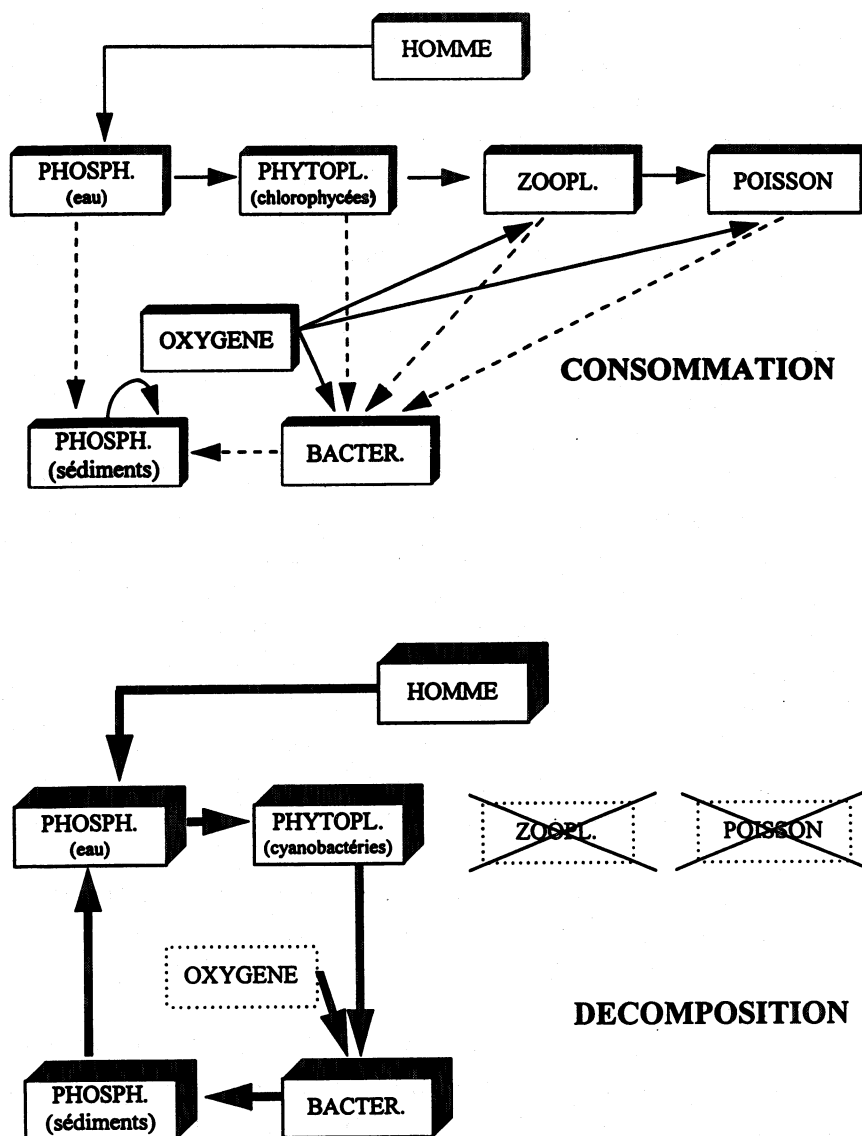 HOMME
PHOSPH.
(eau)
PHYTOPL.
(chlorophycées)
ZOOPL.
POISSON
OXYGENE
CONSOMMATION
PHOSPH.
(sédiments)
BACTER.
HOMME
PHOSPH.
(eau)
PHYTOPL.
(cyanobactéries)
ZOOPL.
POISSON
OXYGENE
DECOMPOSITION
PHOSPH.
(sédiments)
BACTER.